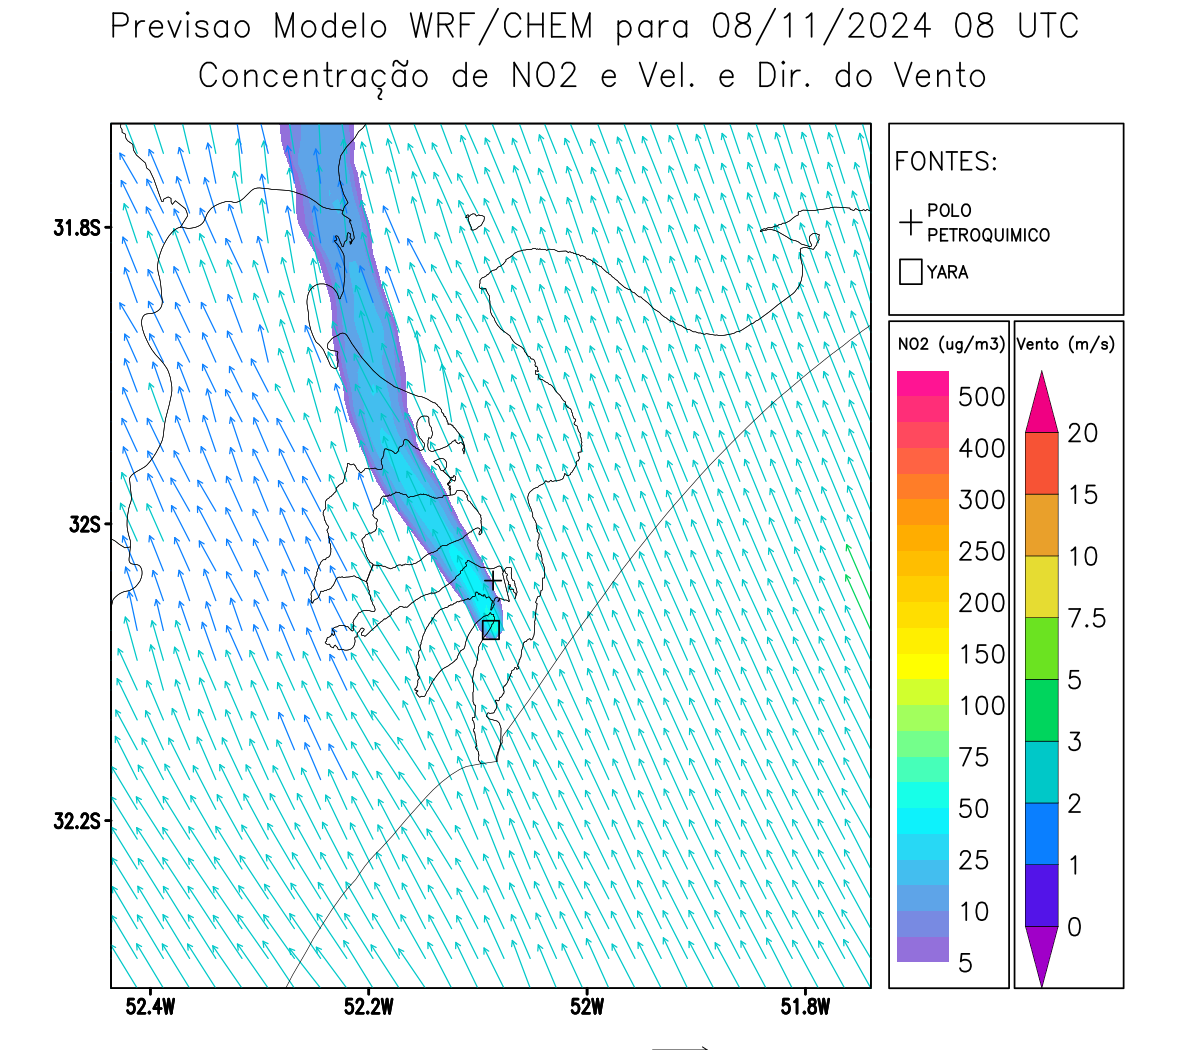 Previsao Modelo WRF/CHEM para 08/11/2024 08 UTC
Concentração de NO2 e Vel. e Dir. do Vento
FONTES:
POLO
PETROQUIMICO
YARA
31.8S
32S
32.2S
52.4W
52.2W
52W
51.8W
NO2 (ug/m3)
500
400
300
250
200
150
100
75
50
25
10
5
Vento (m/s)
20
15
10
7.5
5
3
2
1
0